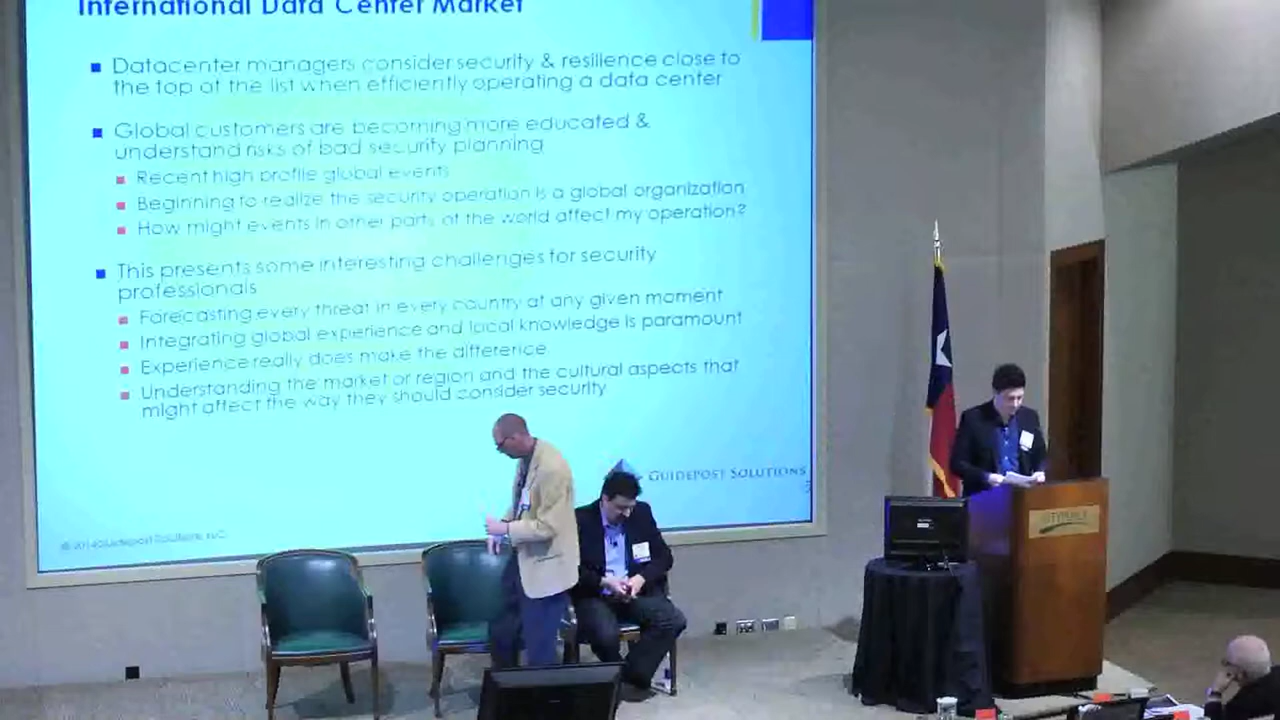 International Data Center Market
Datacenter managers consider security & resilience close to
the top of the list when efficiently operating a data center
Global customers are becoming more educated &
understand risks of bad security planning
Recent high profile global events
Beginning to realize the security operation is a global organization
How might events in other parts of the world affect my operation?
This presents some interesting challenges for security
professionals
Forecasting every threat in every country at any given moment
Integrating global experience and local knowledge is paramount
Experience really does make the difference
Understanding the market or region and the cultural aspects that
might affect the way they should consider security
GUIDEPOST SOLUTIONS
© 2014 Guidepost Solutions, LLC